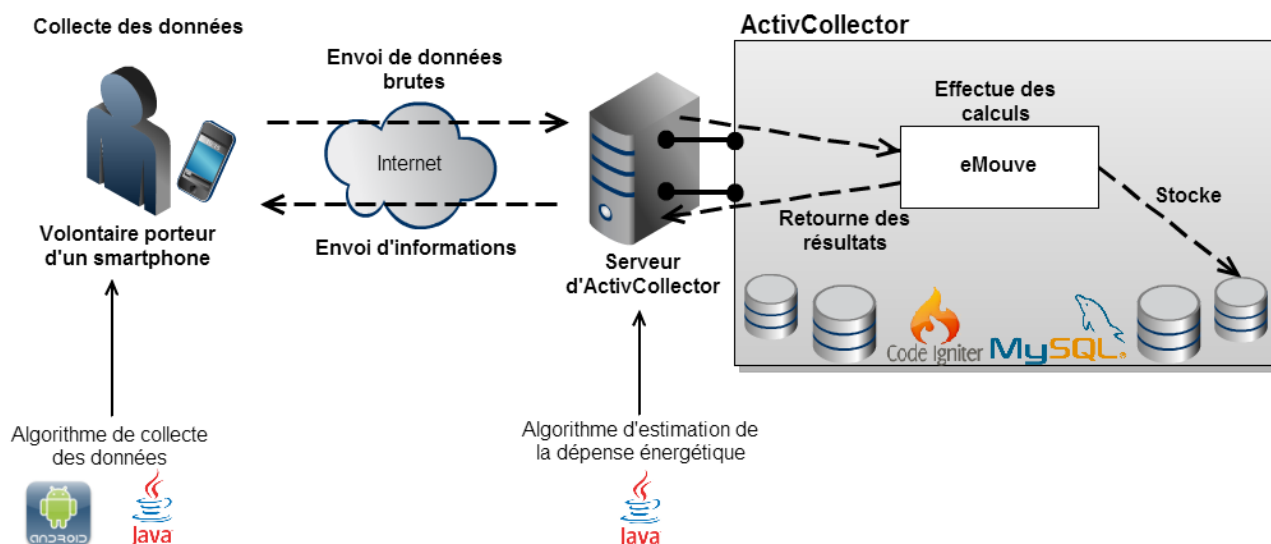 Collecte des données
Envoi de données
brutes
Internet
Envoi d'informations
Volontaire porteur
d'un smartphone
Serveur
d'ActivCollector
ActivCollector
Effectue des
calculs
eMouve
Stocke
Retourne des
résultats
Code Igniter
MySQL®
Algorithme de collecte
des données
ANDROID
Java
Algorithme d'estimation de
la dépense énergétique
Java